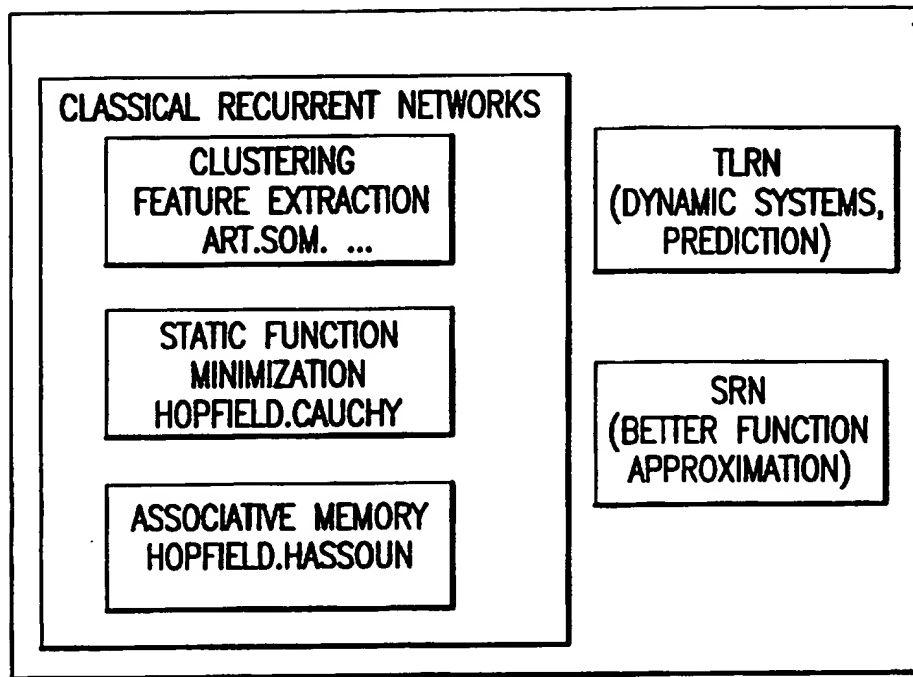 CLASSICAL RECURRENT NETWORKS
CLUSTERING
FEATURE EXTRACTION
ART.SOM. ...
STATIC FUNCTION
MINIMIZATION
HOPFIELD.CAUCHY
ASSOCIATIVE MEMORY
HOPFIELD.HASSOUN
TLRN
(DYNAMIC SYSTEMS,
PREDICTION)
SRN
(BETTER FUNCTION
APPROXIMATION)